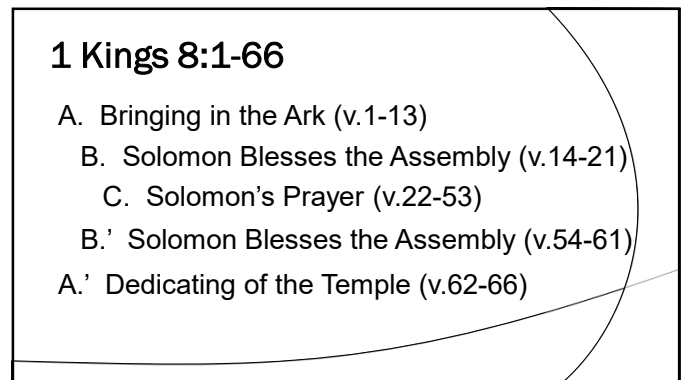 1 Kings 8:1-66
A. Bringing in the Ark (v.1-13)
B. Solomon Blesses the Assembly (v.14-21)
C. Solomon’s Prayer (v.22-53)
B.’ Solomon Blesses the Assembly (v.54-61)
A.’ Dedicating of the Temple (v.62-66)